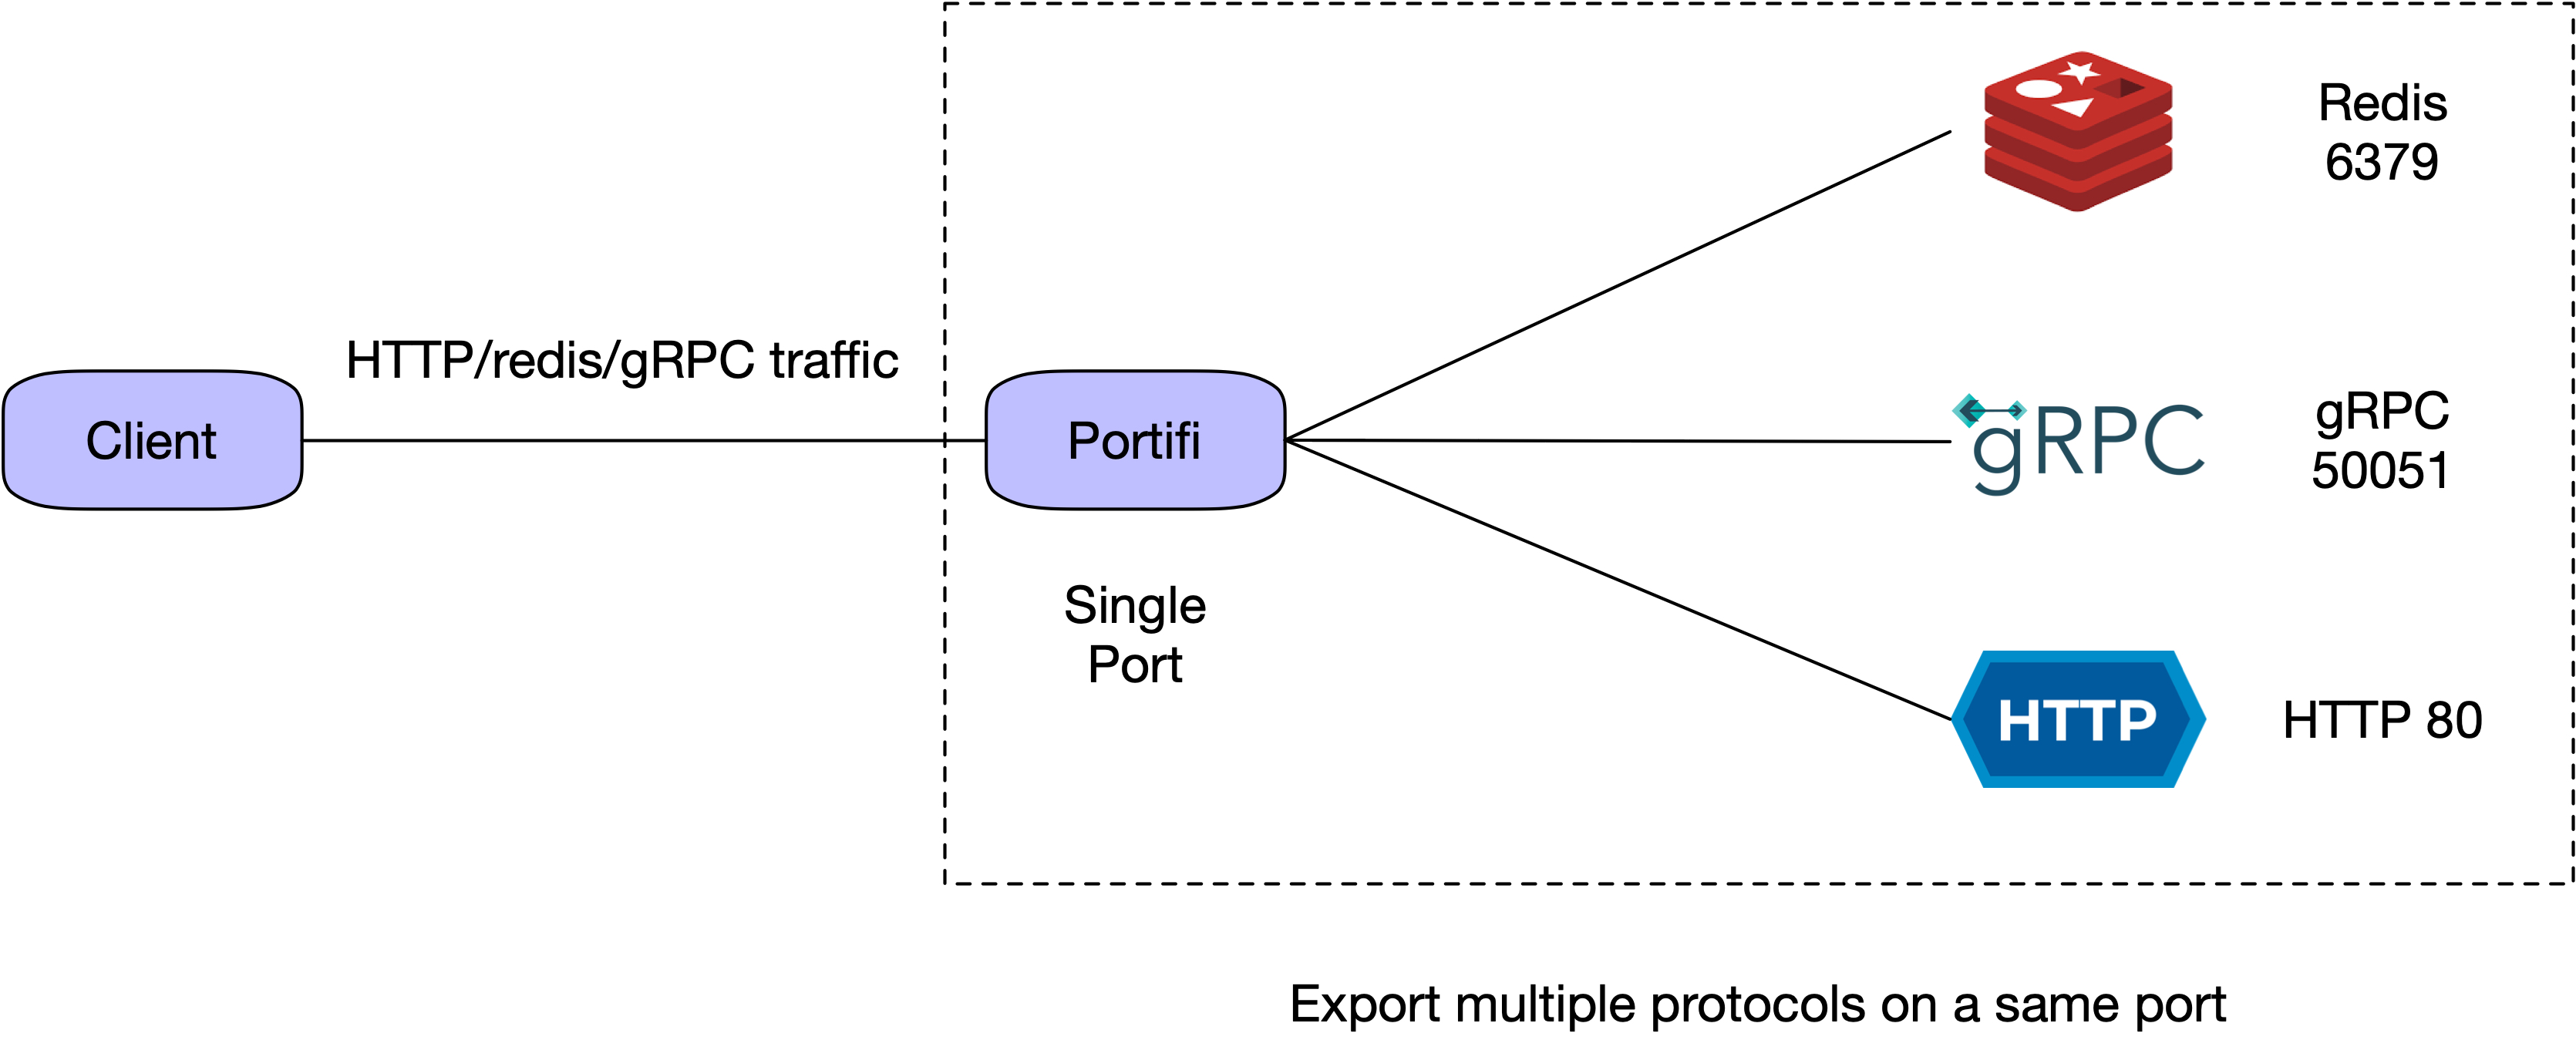 Redis
6379
HTTP/redis/gRPC traffic
Client
Portifi
gRPC
gRPC
50051
Single
Port
HTTP
HTTP 80
Export multiple protocols on a same port